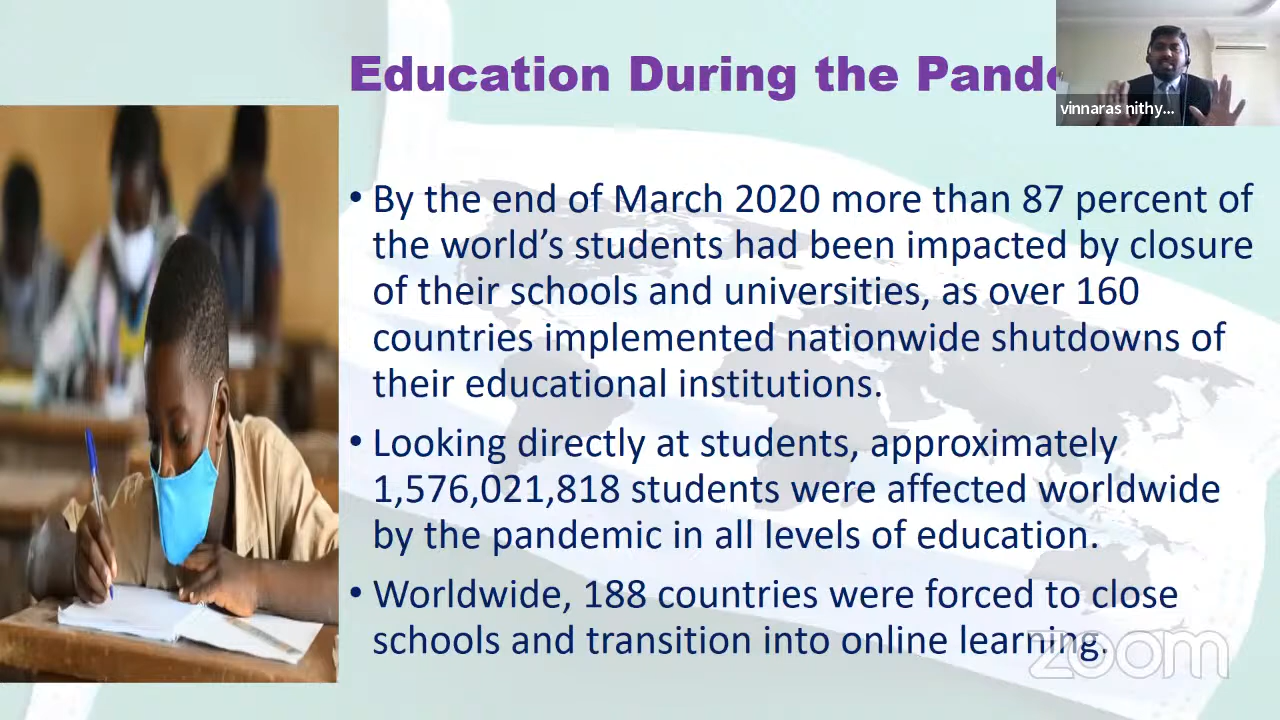 Education During the Pande
vinnaras nithy...
• By the end of March 2020 more than 87 percent of
the world’s students had been impacted by closure
of their schools and universities, as over 160
countries implemented nationwide shutdowns of
their educational institutions.
• Looking directly at students, approximately
1,576,021,818 students were affected worldwide
by the pandemic in all levels of education.
• Worldwide, 188 countries were forced to close
schools and transition into online learning.
zoom